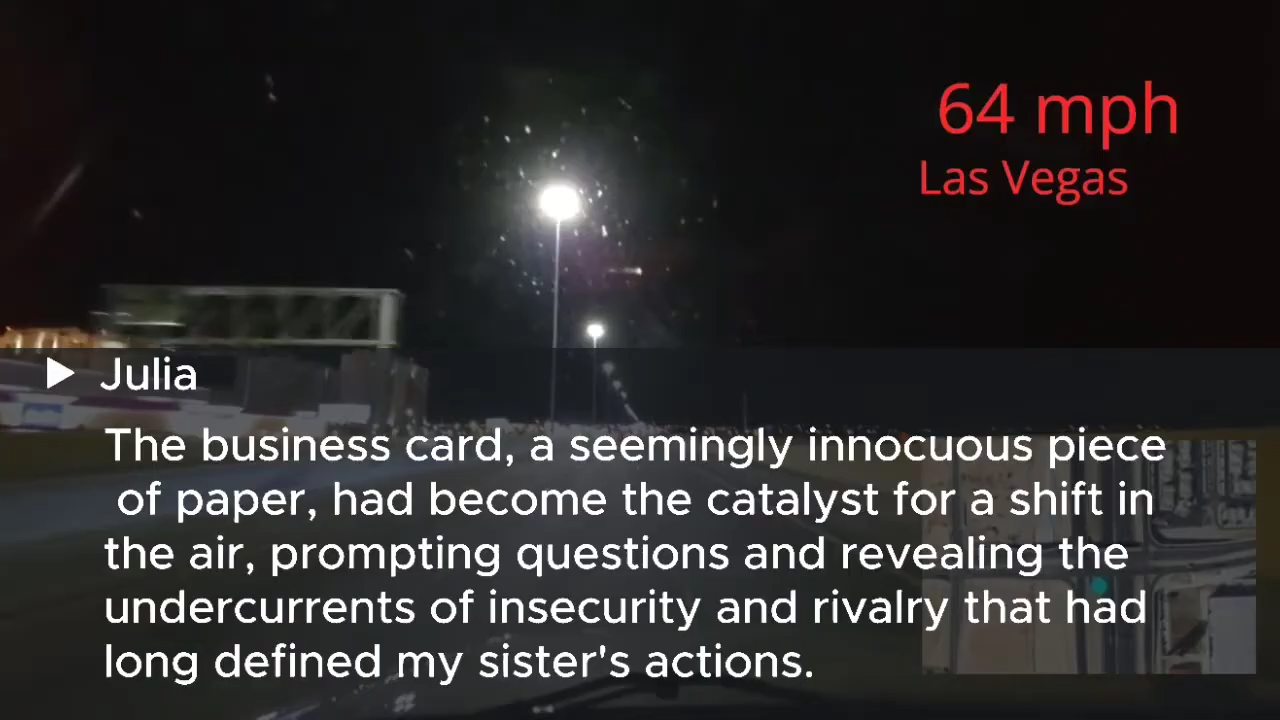 64 mph
Las Vegas
Julia
The business card, a seemingly innocuous piece
of paper, had become the catalyst for a shift in
the air, prompting questions and revealing the
undercurrents of insecurity and rivalry that had
long defined my sister's actions.